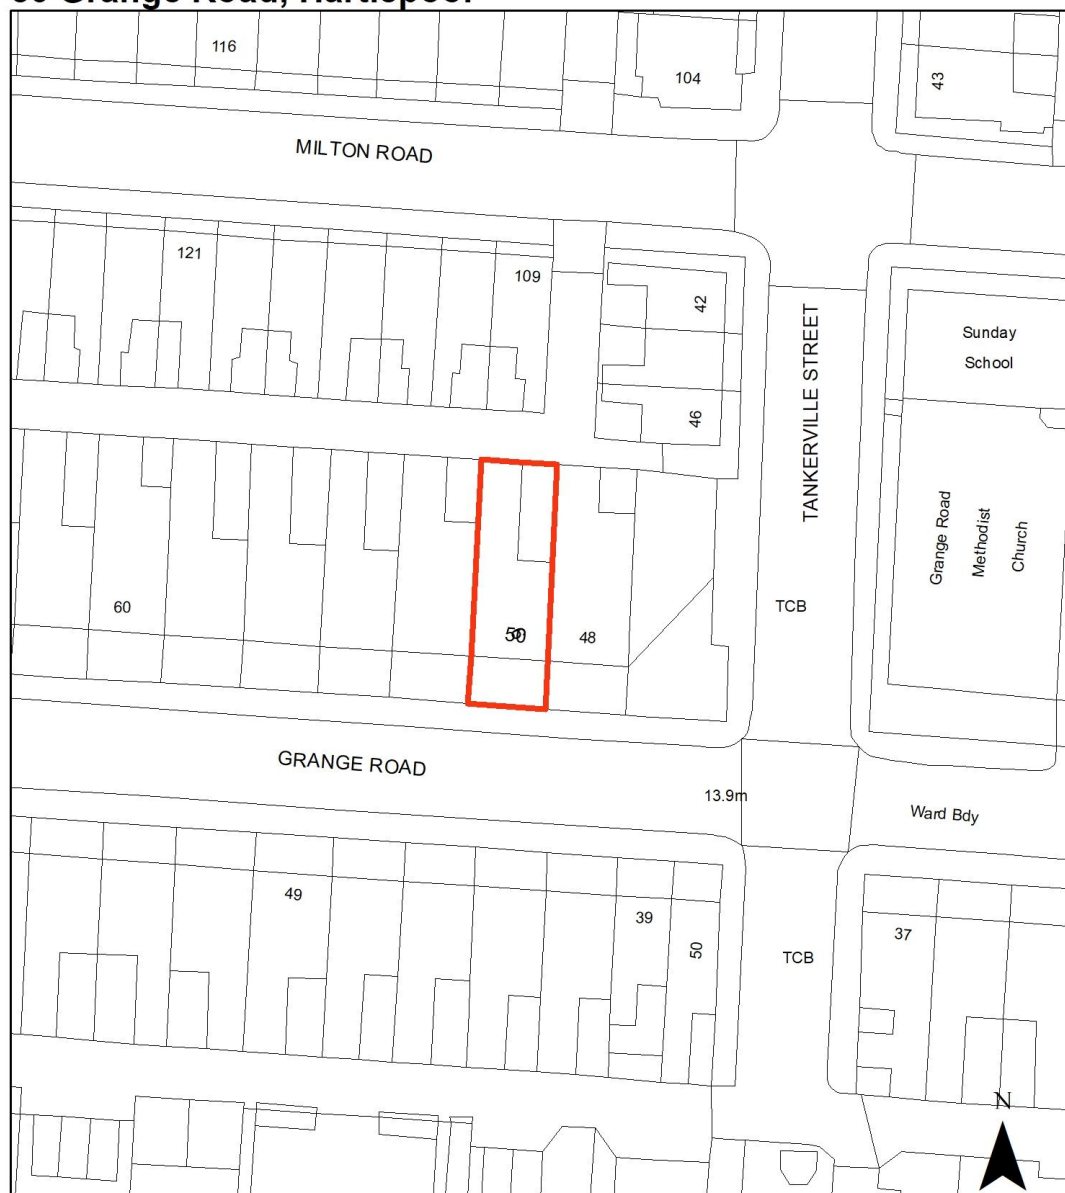 50 Grange Road, Hartlepool
116
104
43
MILTON ROAD
121
109
42
TANKERVILLE STREET
Sunday
School
46
Grange Road
Methodist
Church
60
50
48
TCB
GRANGE ROAD
13.9m
Ward Bdy
49
39
50
37
TCB
N